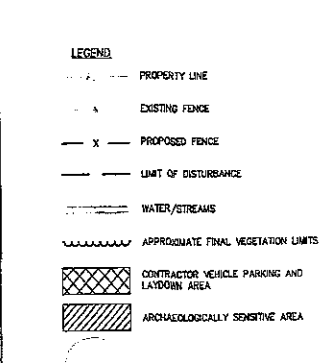 LEGEND
PROPERTY LINE
EXISTING FENCE
X PROPOSED FENCE
LIMIT OF DISTURBANCE
WATER/STREAMS
APPROXIMATE FINAL VEGETATION LIMITS
CONTRACTOR VEHICLE PARKING AND
LAYDOWN AREA
ARCHAEOLOGICALLY SENSITIVE AREA